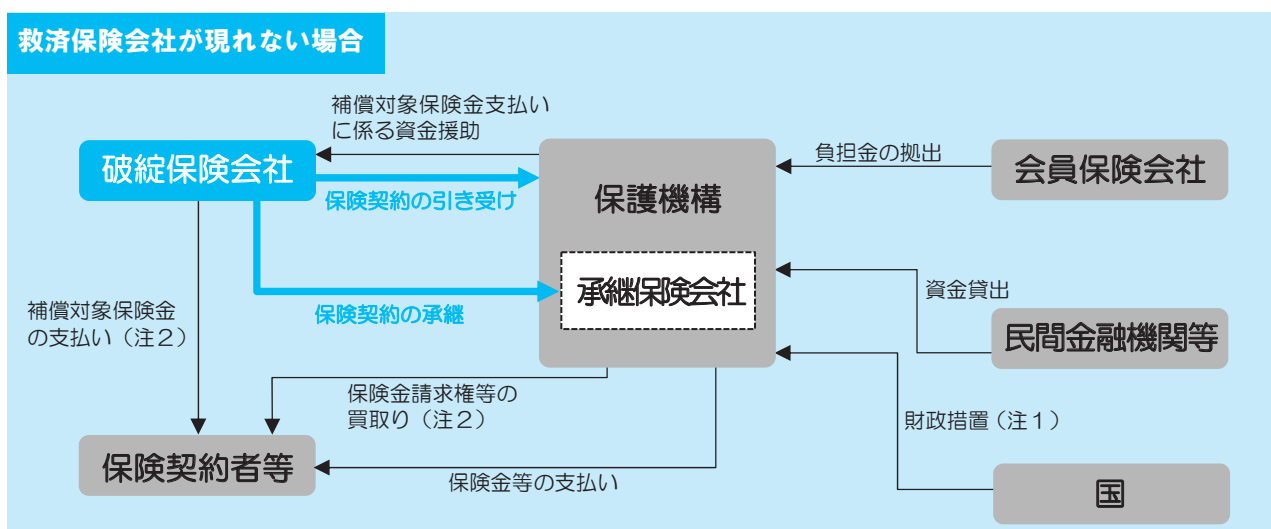 救済保険会社が現れない場合
補償対象保険金支払い
に係る資金援助
破綻保険会社
保険契約の引き受け
保護機構
負担金の拠出
会員保険会社
承継保険会社
保険契約の承継
補償対象保険金
の支払い（注２）
資金貸出
民間金融機関等
保険金請求権等の
買取り（注２）
財政措置（注１）
保険契約者等
保険金等の支払い
国